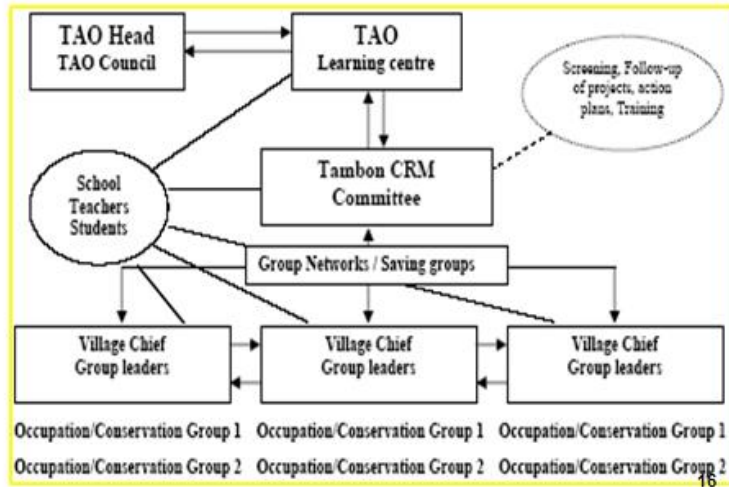 TAO Head
TAO Council
TAO
Learning centre
Screening, Follow-up
of projects, action
plans, Training
School
Teachers
Students
Tambon CRM
Committee
Group Networks / Saving groups
Village Chief
Group leaders
Village Chief
Group leaders
Village Chief
Group leaders
Occupation/Conservation Group 1
Occupation/Conservation Group 1
Occupation/Conservation Group 1
Occupation/Conservation Group 2
Occupation/Conservation Group 2
Occupation/Conservation Group 2
16